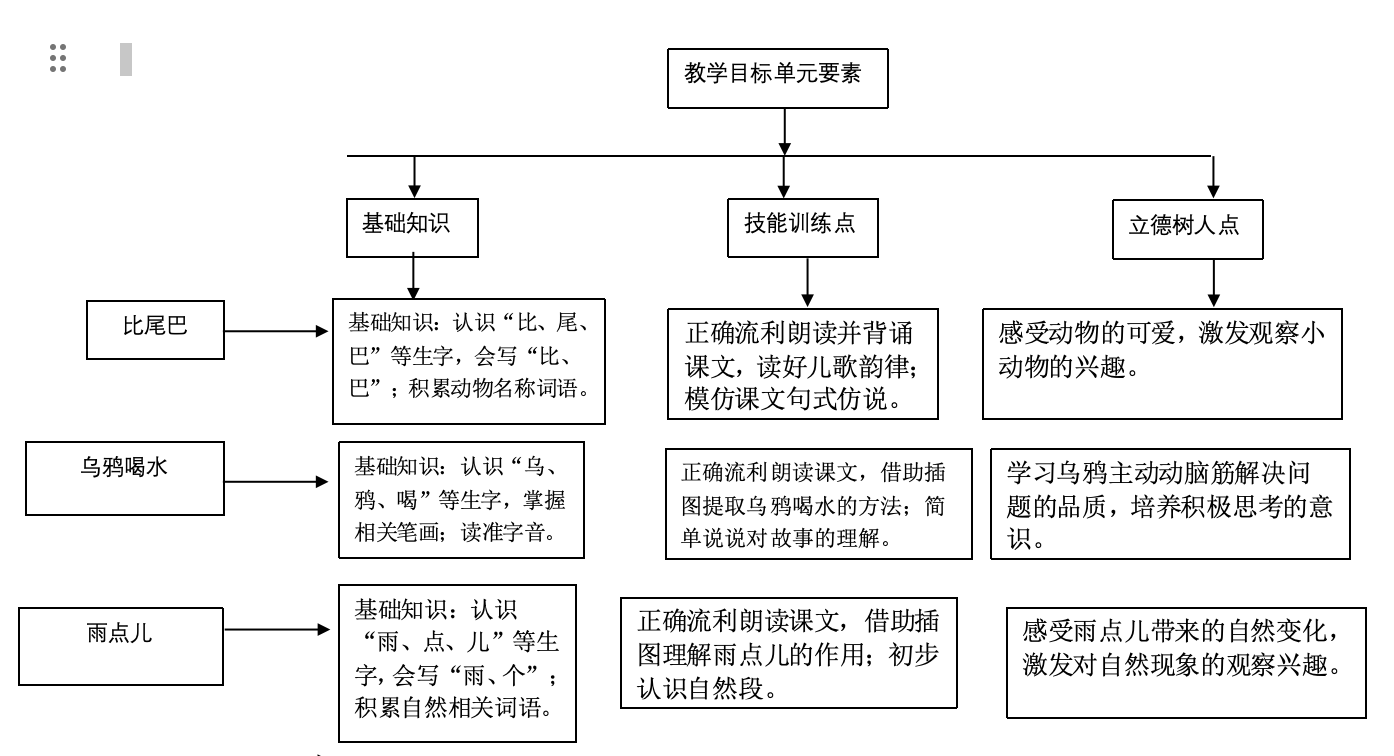 教学目标单元要素
基础知识
技能训练点
立德树人点
比尾巴
基础知识：认识“比、尾、
巴”等生字，会写“比、
巴”；积累动物名称词语。
正确流利朗读并背诵
课文，读好儿歌韵律；
模仿课文句式仿说。
感受动物的可爱，激发观察小
动物的兴趣。
乌鸦喝水
基础知识：认识“乌、
鸦、喝”等生字，掌握
相关笔画；读准字音。
正确流利朗读课文，借助插
图提取乌鸦喝水的方法；简
单说说对故事的理解。
学习乌鸦主动动脑筋解决问
题的品质，培养积极思考的意
识。
雨点儿
基础知识：认识
“雨、点、儿”等生
字，会写“雨、个”；
积累自然相关词语。
正确流利朗读课文，借助插
图理解雨点儿的作用；初步
认识自然段。
感受雨点儿带来的自然变化，
激发对自然现象的观察兴趣。